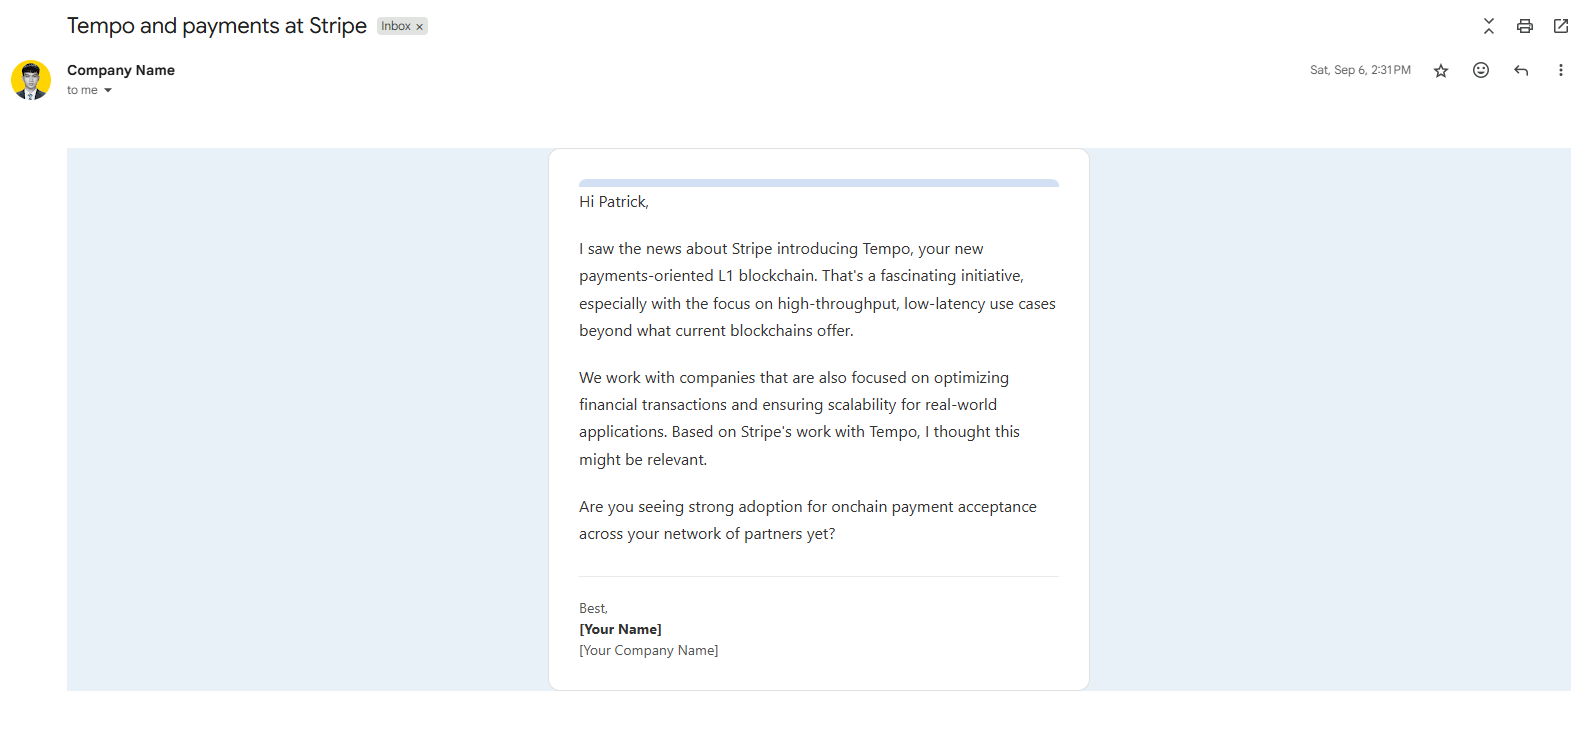 Tempo and payments at Stripe Inbox ×
Company Name
Sat, Sep 6, 2:31 PM
to me
Hi Patrick,
I saw the news about Stripe introducing Tempo, your new
payments-oriented L1 blockchain. That's a fascinating initiative,
especially with the focus on high-throughput, low-latency use cases
beyond what current blockchains offer.
We work with companies that are also focused on optimizing
financial transactions and ensuring scalability for real-world
applications. Based on Stripe's work with Tempo, I thought this
might be relevant.
Are you seeing strong adoption for onchain payment acceptance
across your network of partners yet?
Best,
[Your Name]
[Your Company Name]